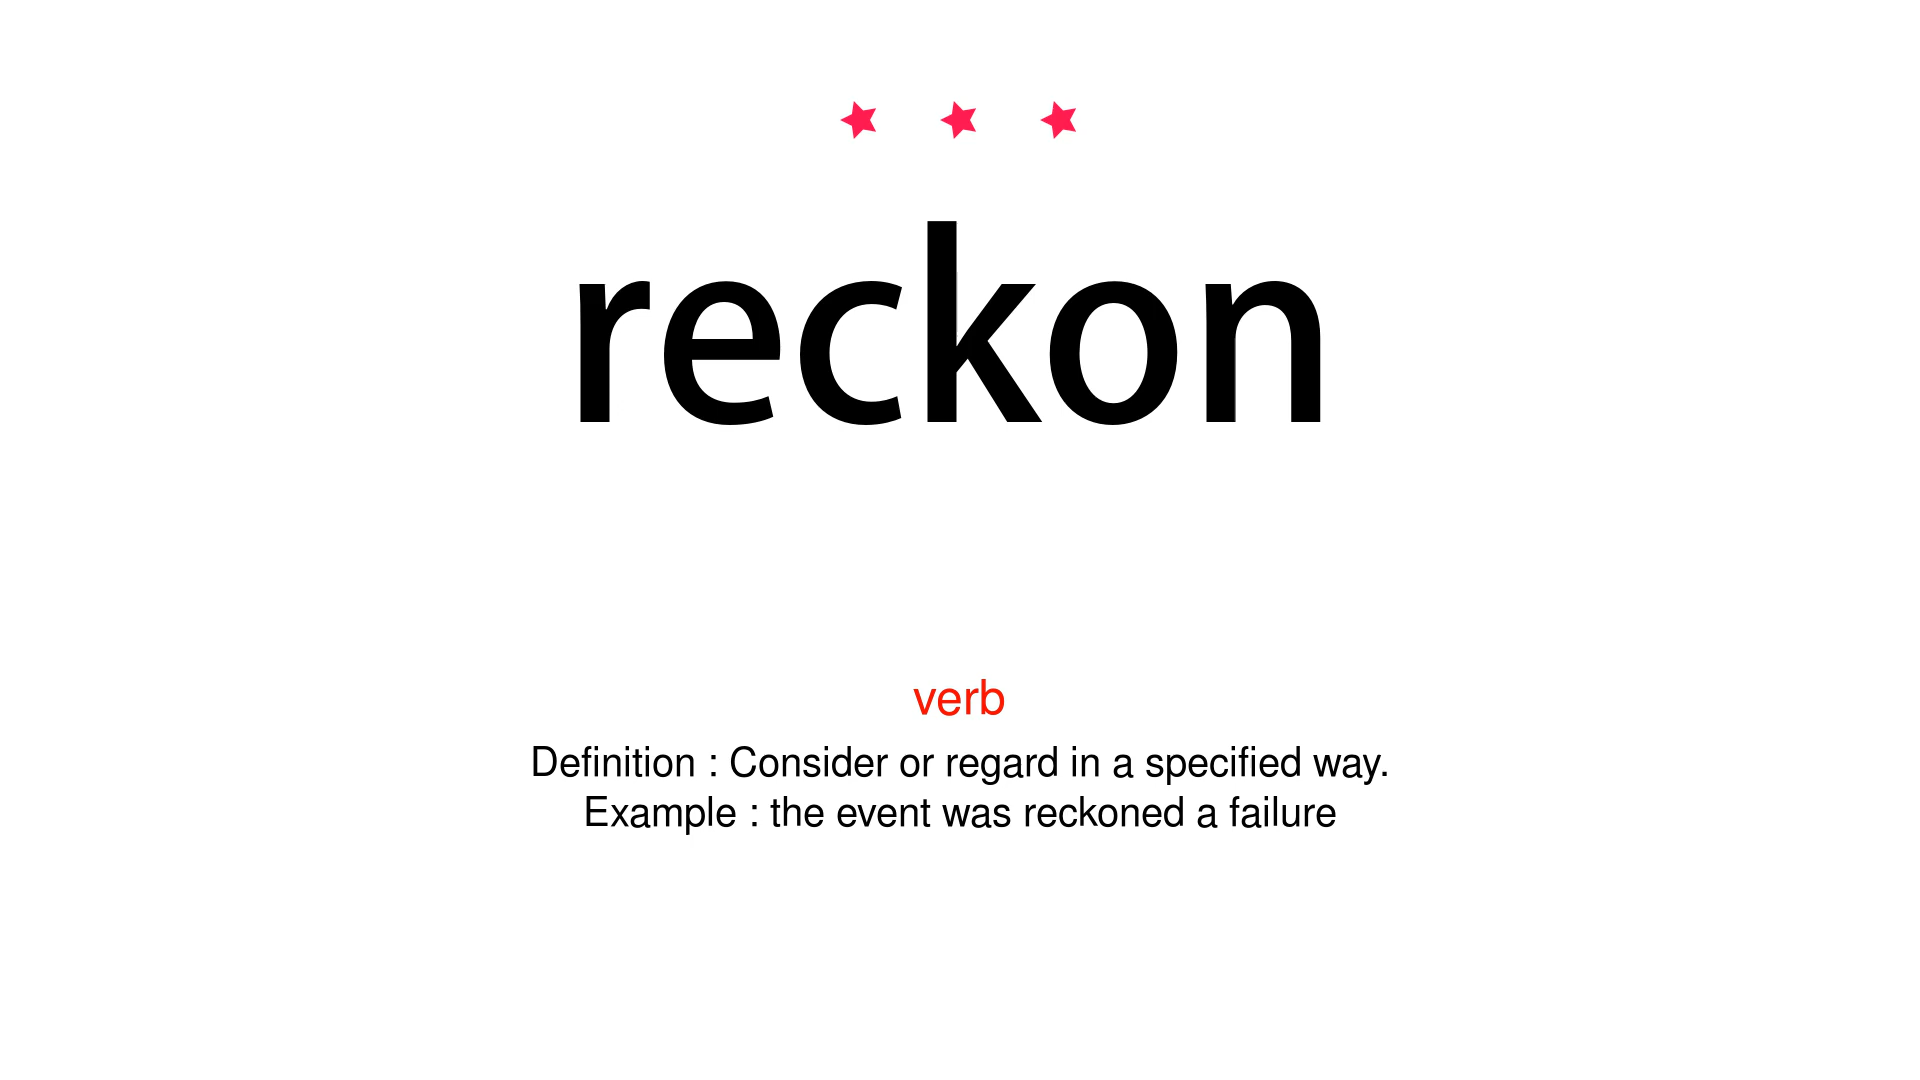 reckon
verb
Definition : Consider or regard in a specified way.
Example : the event was reckoned a failure